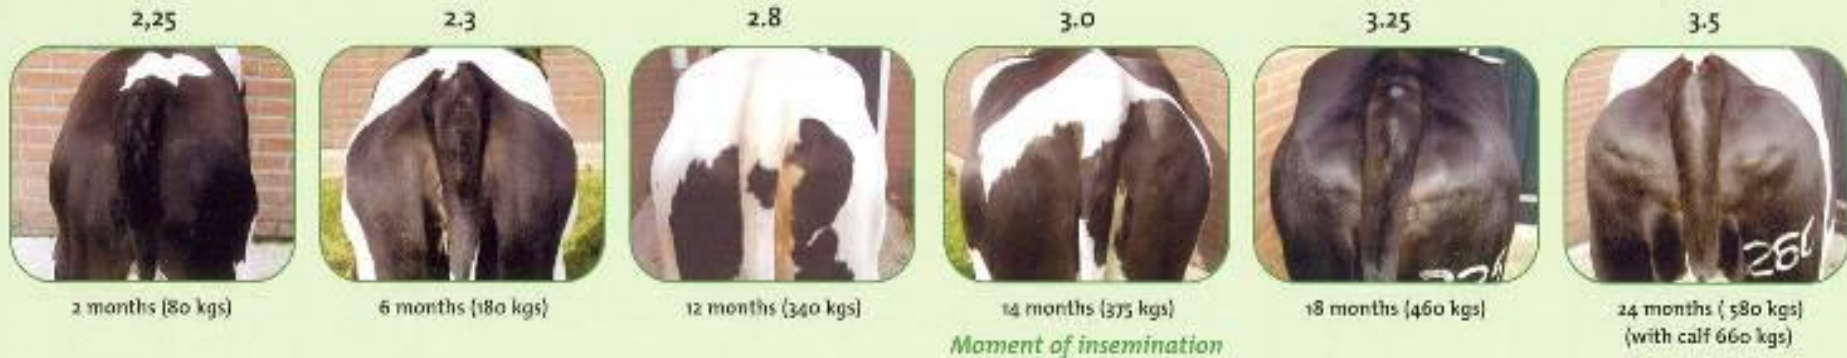 2,25 2.3 2.8 3.0 3.25 3.5
261
2 months (80 kgs) 6 months (180 kgs) 12 months (340 kgs) 14 months (375 kgs) 18 months (460 kgs) 24 months ( 580 kgs)
(with calf 660 kgs)
Moment of insemination